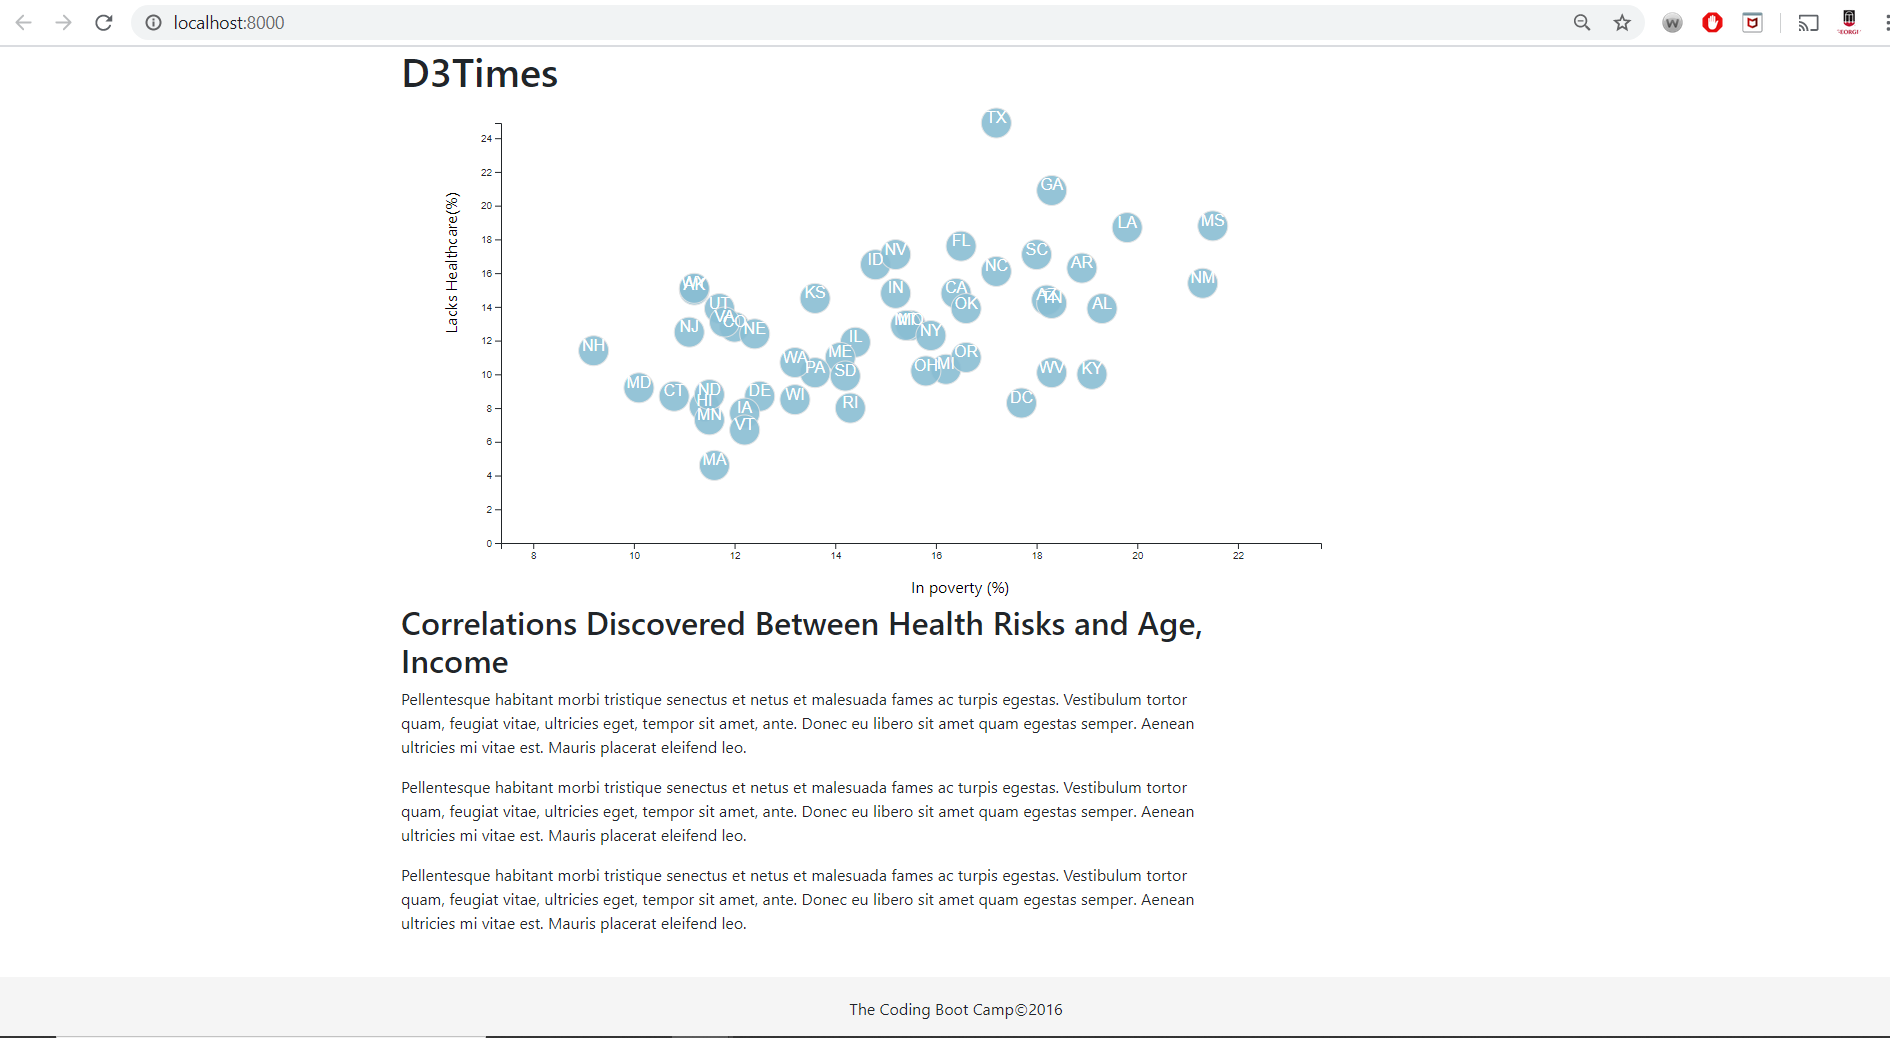 localhost:8000
D3Times
Lacks Healthcare(%)
24
22
20
18
16
14
12
10
8
6
4
2
0
TX
GA
MS
LA
FL
SC
NV
ID
NC
AR
NM
AK
KS
IN
CA
OK
AZ
TN
AL
UT
VA
CO
NE
NJ
NY
NH
IL
ME
OR
WA
PA
SD
OH
MI
WV
KY
MD
CT
ND
HI
MN
DE
IA
VT
WI
RI
DC
MA
8 10 12 14 16 18 20 22
In poverty (%)
Correlations Discovered Between Health Risks and Age,
Income
Pellentesque habitant morbi tristique senectus et netus et malesuada fames ac turpis egestas. Vestibulum tortor
quam, feugiat vitae, ultricies eget, tempor sit amet, ante. Donec eu libero sit amet quam egestas semper. Aenean
ultricies mi vitae est. Mauris placerat eleifend leo.
Pellentesque habitant morbi tristique senectus et netus et malesuada fames ac turpis egestas. Vestibulum tortor
quam, feugiat vitae, ultricies eget, tempor sit amet, ante. Donec eu libero sit amet quam egestas semper. Aenean
ultricies mi vitae est. Mauris placerat eleifend leo.
Pellentesque habitant morbi tristique senectus et netus et malesuada fames ac turpis egestas. Vestibulum tortor
quam, feugiat vitae, ultricies eget, tempor sit amet, ante. Donec eu libero sit amet quam egestas semper. Aenean
ultricies mi vitae est. Mauris placerat eleifend leo.
The Coding Boot Camp©2016